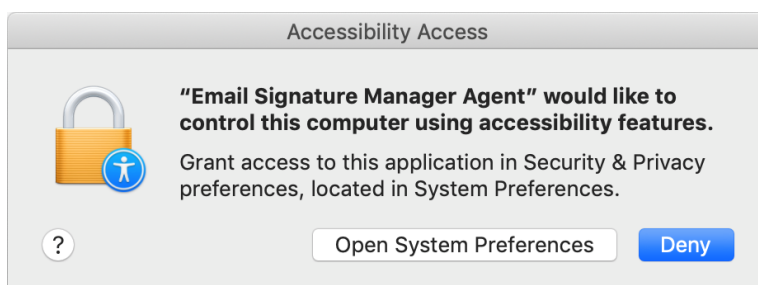 Accessibility Access
“Email Signature Manager Agent” would like to
control this computer using accessibility features.
Grant access to this application in Security & Privacy
preferences, located in System Preferences.
?
Open System Preferences
Deny